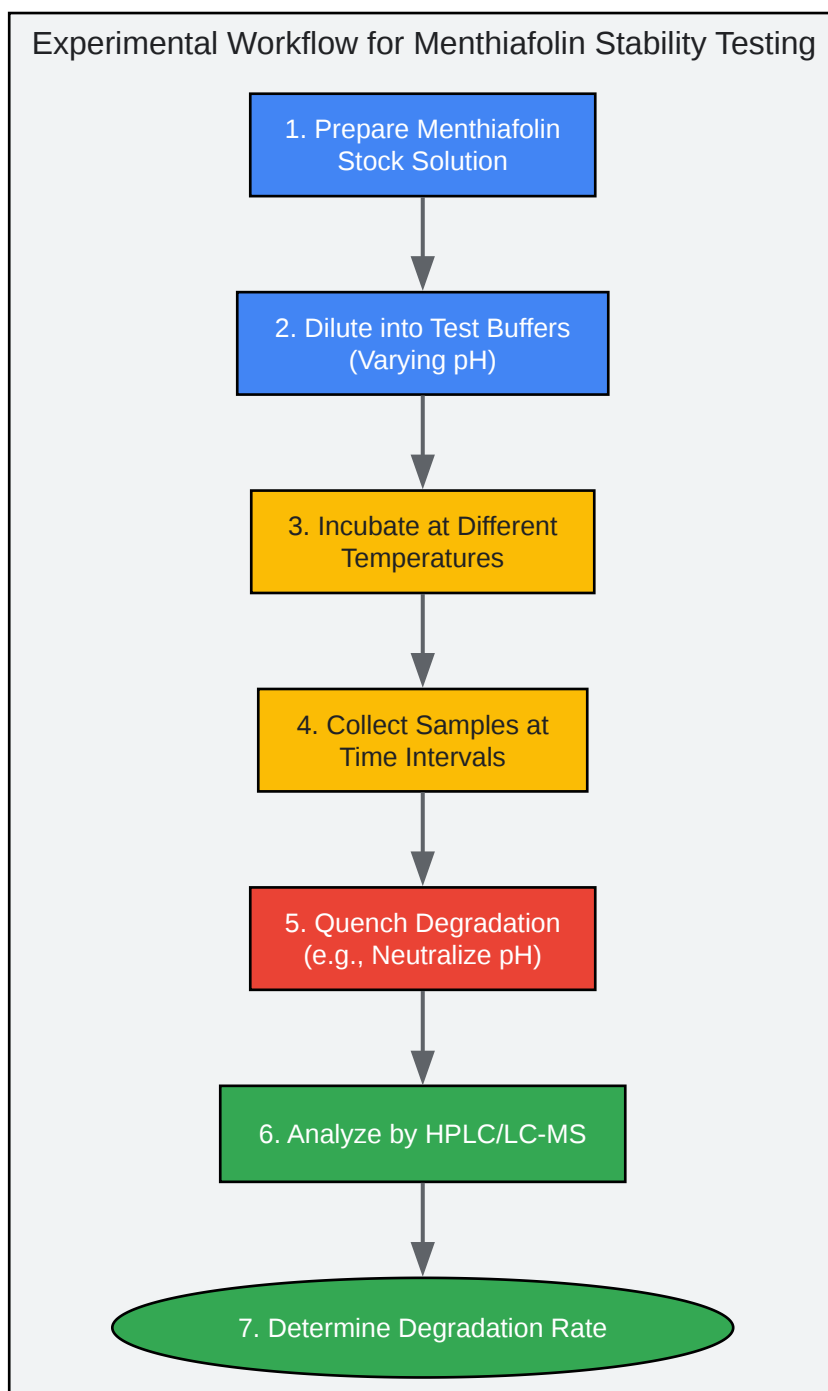 Experimental Workflow for Menthiafolin Stability Testing
1. Prepare Menthiafolin
Stock Solution
2. Dilute into Test Buffers
(Varying pH)
3. Incubate at Different
Temperatures
4. Collect Samples at
Time Intervals
5. Quench Degradation
(e.g., Neutralize pH)
6. Analyze by HPLC/LC-MS
7. Determine Degradation Rate